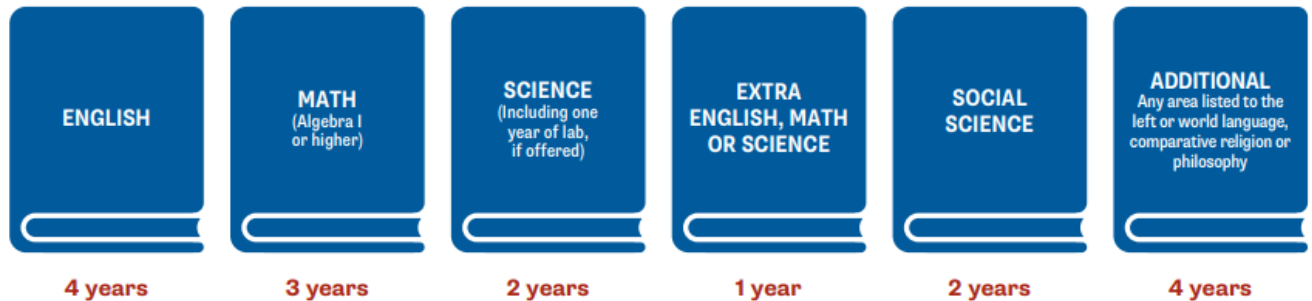 ENGLISH
4 years
MATH
(Algebra I
or higher)
3 years
SCIENCE
(Including one
year of lab,
if offered)
2 years
EXTRA
ENGLISH, MATH
OR SCIENCE
1 year
SOCIAL
SCIENCE
2 years
ADDITIONAL
Any area listed to the
left or world language,
comparative religion or
philosophy
4 years